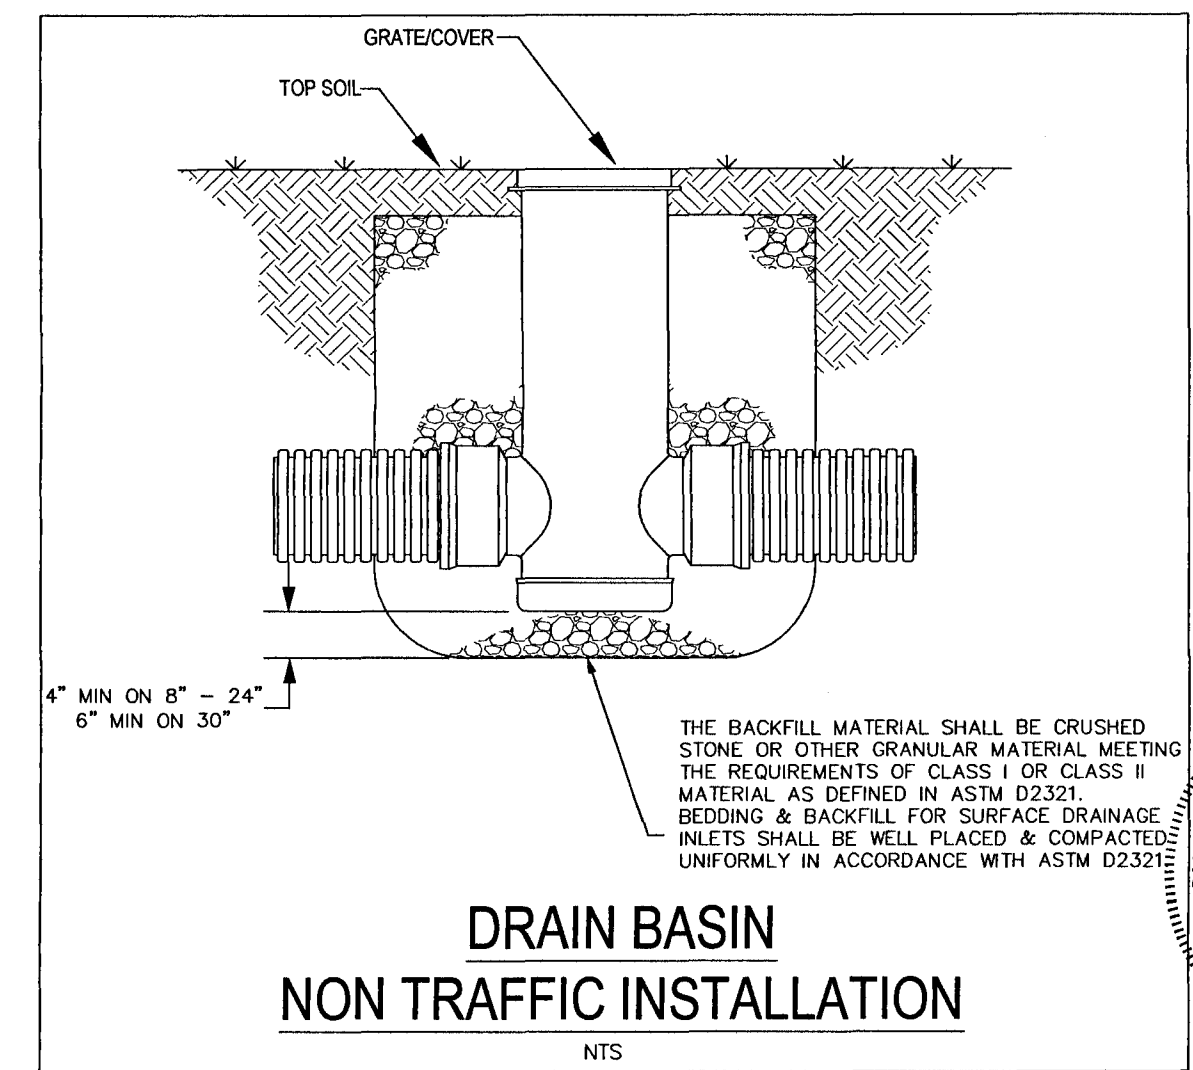 GRATE/COVER
TOP SOIL
4" MIN ON 8" – 24"
6" MIN ON 30"
THE BACKFILL MATERIAL SHALL BE CRUSHED
STONE OR OTHER GRANULAR MATERIAL MEETING
THE REQUIREMENTS OF CLASS I OR CLASS II
MATERIAL AS DEFINED IN ASTM D2321.
BEDDING & BACKFILL FOR SURFACE DRAINAGE
INLETS SHALL BE WELL PLACED & COMPACTED
UNIFORMLY IN ACCORDANCE WITH ASTM D2321
DRAIN BASIN
NON TRAFFIC INSTALLATION
NTS